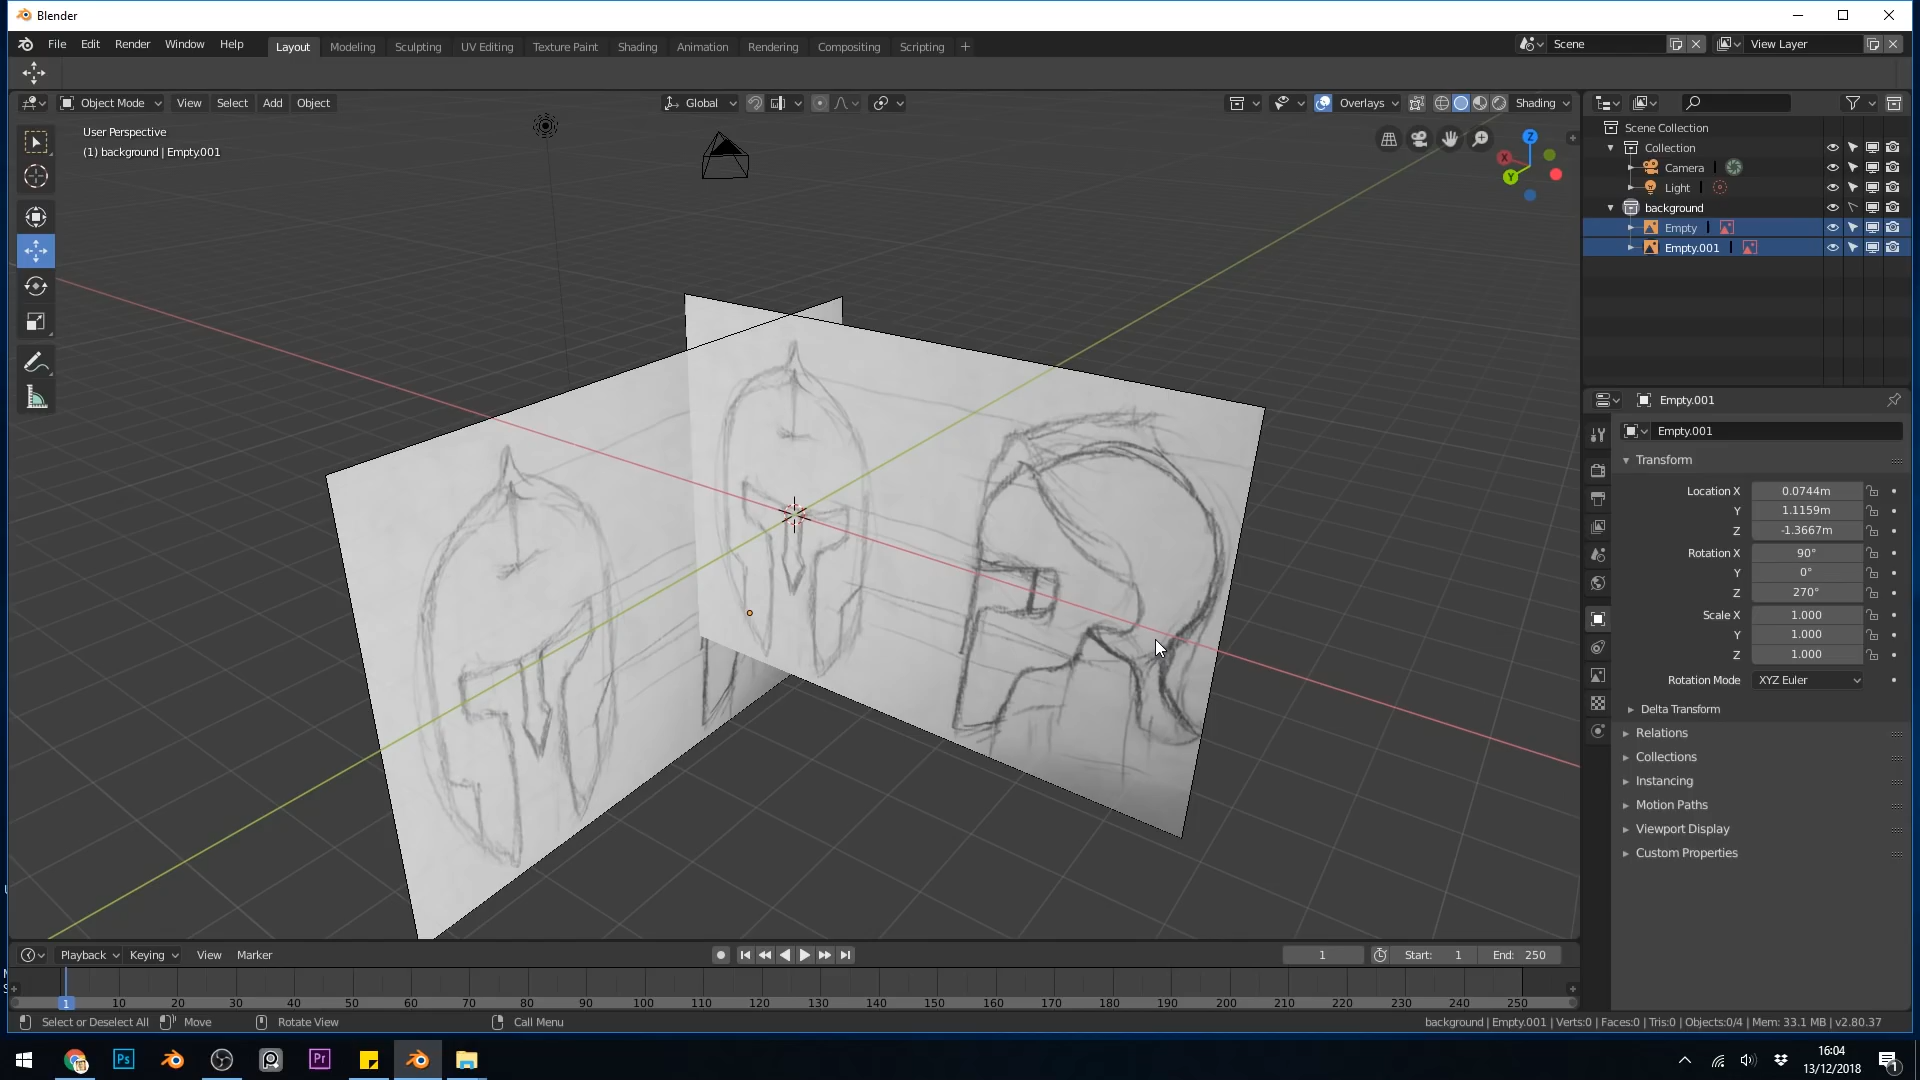 Blender
File Edit Render Window Help Layout Modeling Sculpting UV Editing Texture Paint Shading Animation Rendering Compositing Scripting + Scene View Layer
Object Mode View Select Add Object Global Overlays Shading
User Perspective
(1) background | Empty.001
Z
X
Y
Scene Collection
Collection
Camera
Light
background
Empty
Empty.001
Empty.001
Empty.001
Transform
Location X 0.0744m
Y 1.1159m
Z -1.3667m
Rotation X 90°
Y 0°
Z 270°
Scale X 1.000
Y 1.000
Z 1.000
Rotation Mode XYZ Euler
Delta Transform
Relations
Collections
Instancing
Motion Paths
Viewport Display
Custom Properties
Playback Keying View Marker 1 Start: 1 End: 250
1 10 20 30 40 50 60 70 80 90 100 110 120 130 140 150 160 170 180 190 200 210 220 230 240 250
Select or Deselect All Move Rotate View Call Menu background | Empty.001 | Verts:0 | Faces:0 | Tris:0 | Objects:0/4 | Mem: 33.1 MB | v2.80.37
Ps Pr
16:04
13/12/2018
1